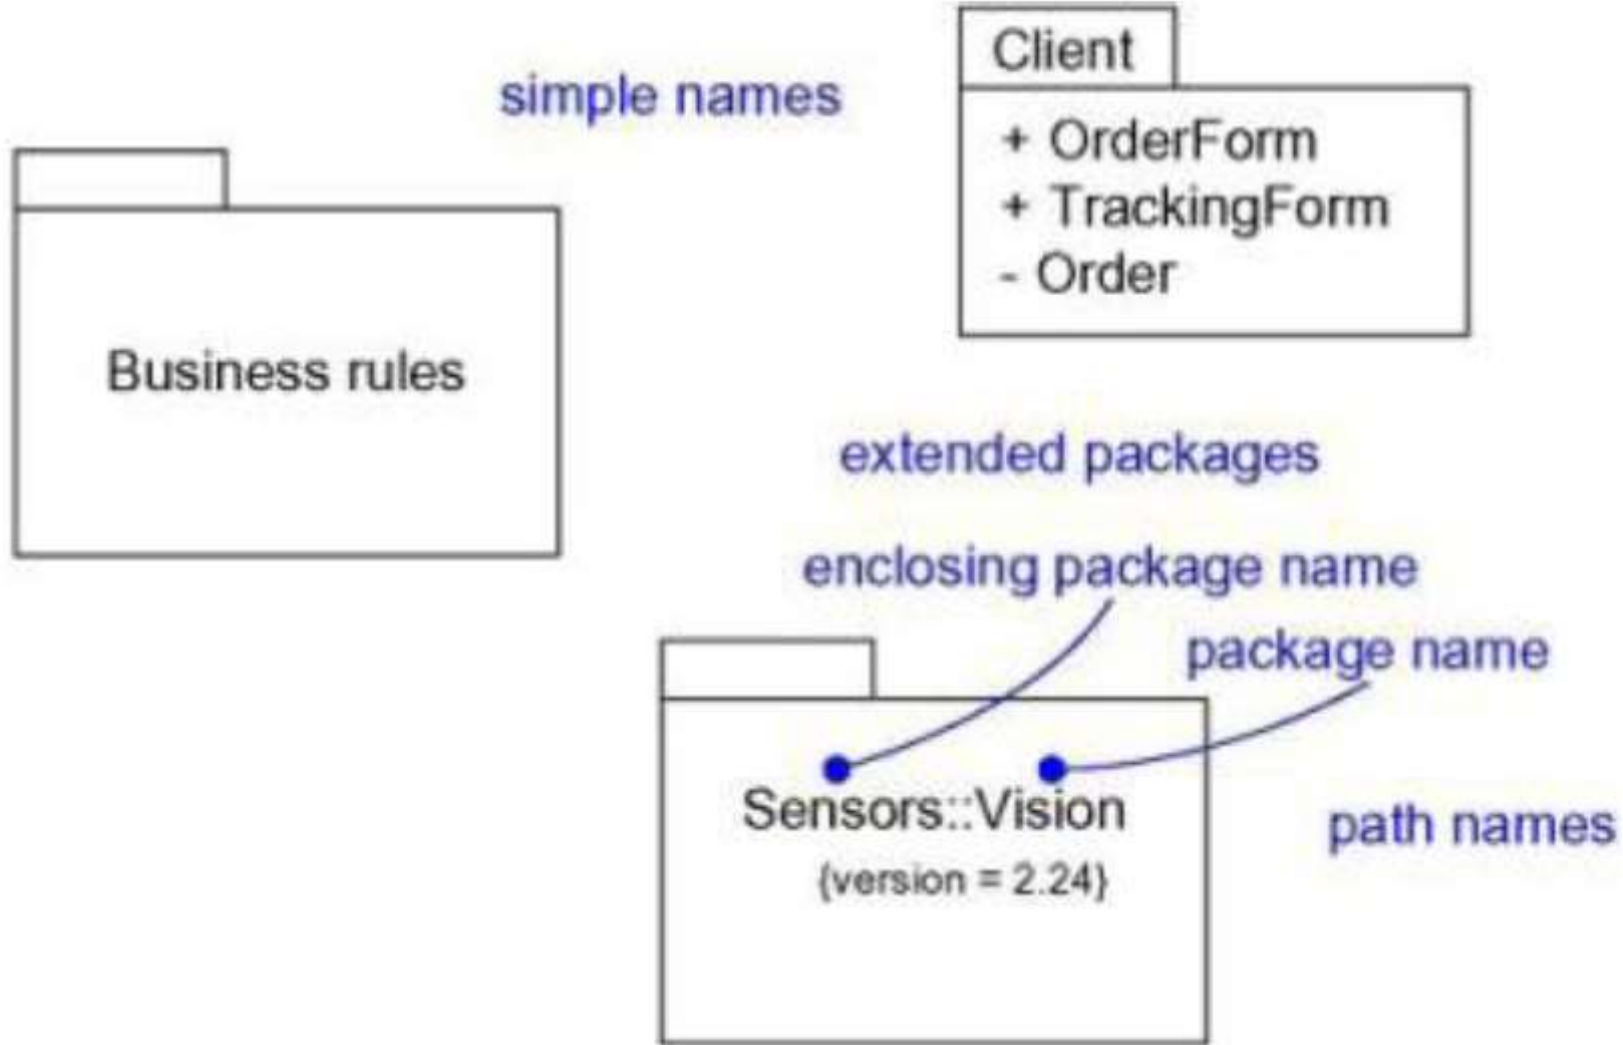 simple names
Client
+ OrderForm
+ TrackingForm
- Order
Business rules
extended packages
enclosing package name
package name
Sensors::Vision
{version = 2.24}
path names